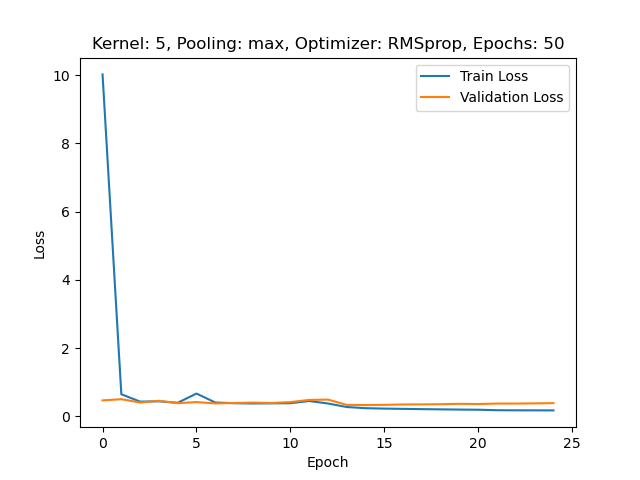 Kernel: 5, Pooling: max, Optimizer: RMSprop, Epochs: 50
Train Loss
Validation Loss
10
8
6
4
2
0
Loss
0 5 10 15 20 25
Epoch